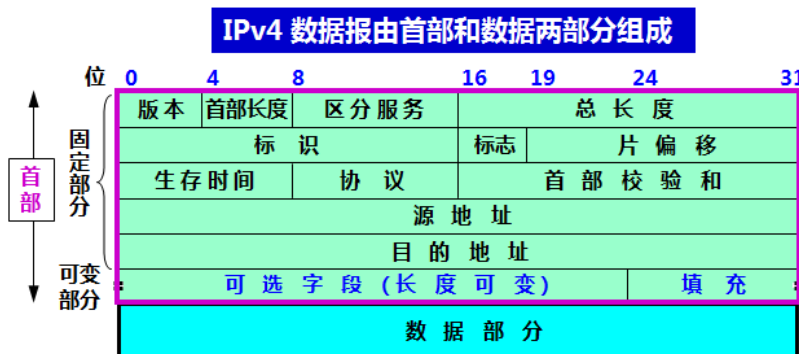 IPv4 数据报由首部和数据两部分组成
位 0 4 8 16 19 24 31
版本 首部长度 区分服务 总长度
标识 标志 片偏移
生存时间 协议 首部校验和
源地址
目的地址
可选字段(长度可变) 填充
数据部分
首部
固定部分
可变部分